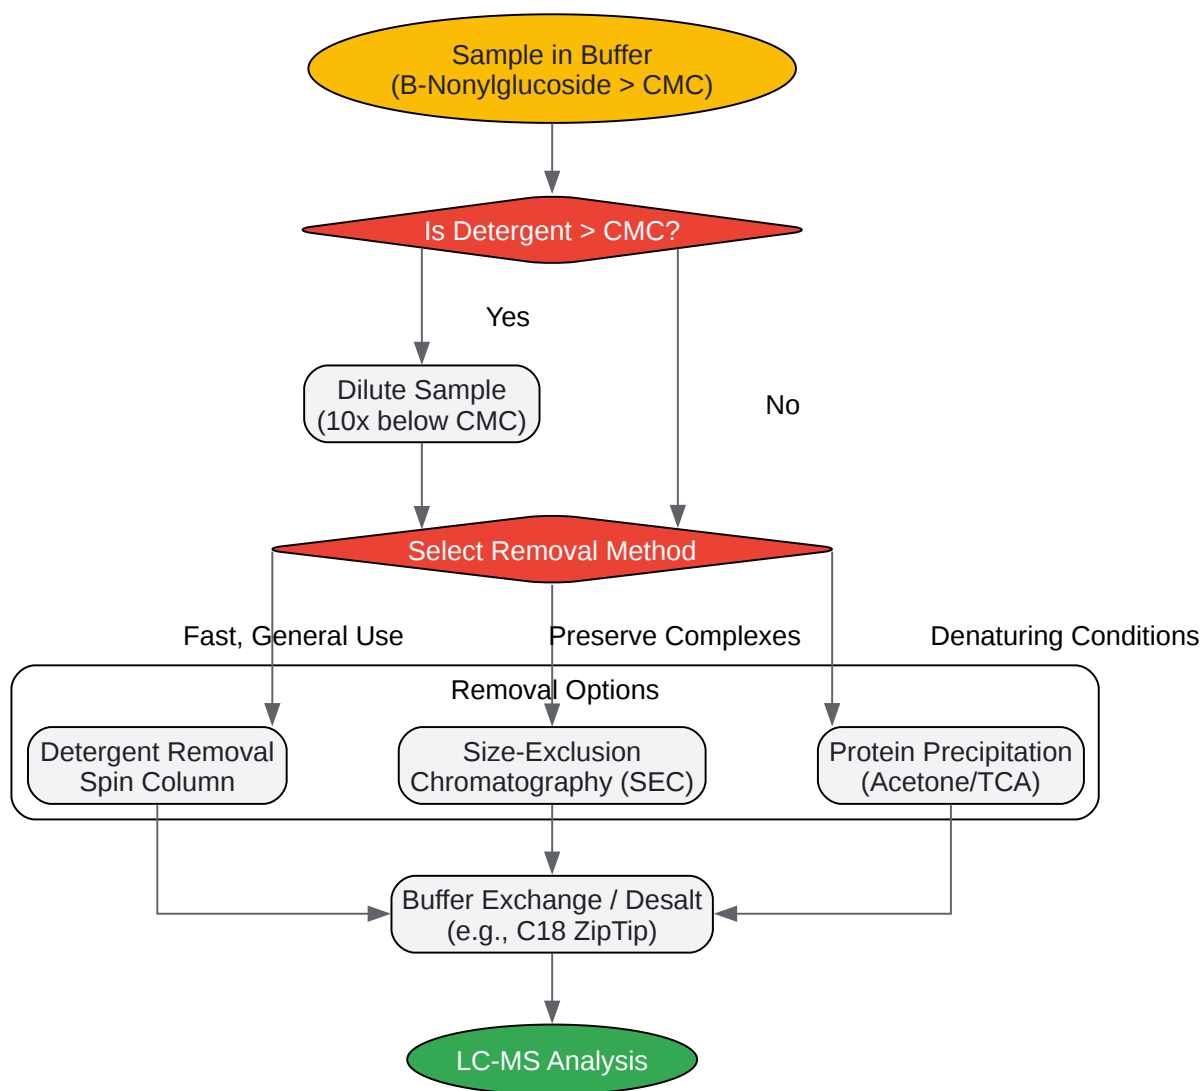 Sample in Buffer
(B-Nonylglucoside > CMC)
Is Detergent > CMC?
Yes
Dilute Sample
(10x below CMC)
No
Select Removal Method
Fast, General Use
Preserve Complexes
Denaturing Conditions
Removal Options
Detergent Removal
Spin Column
Size-Exclusion
Chromatography (SEC)
Protein Precipitation
(Acetone/TCA)
Buffer Exchange / Desalt
(e.g., C18 ZipTip)
LC-MS Analysis